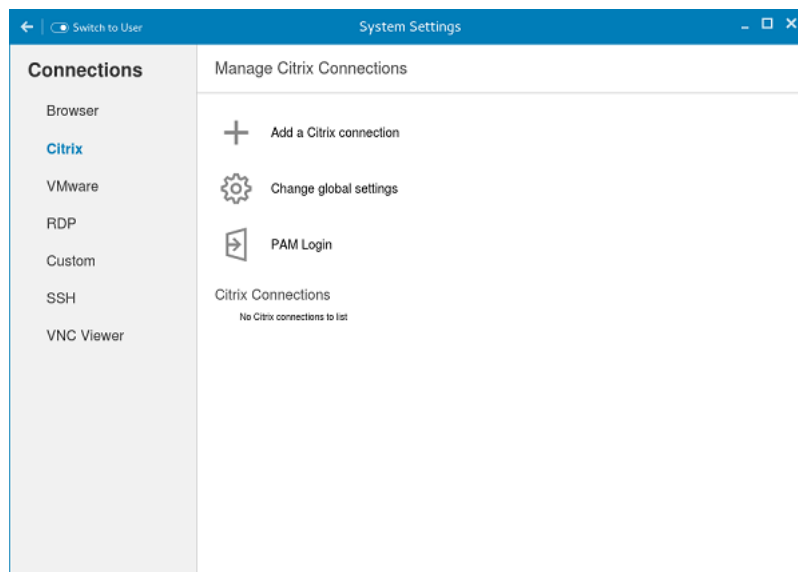 Switch to User
System Settings
Connections
Browser
Citrix
VMware
RDP
Custom
SSH
VNC Viewer
Manage Citrix Connections
Add a Citrix connection
Change global settings
PAM Login
Citrix Connections
No Citrix connections to list